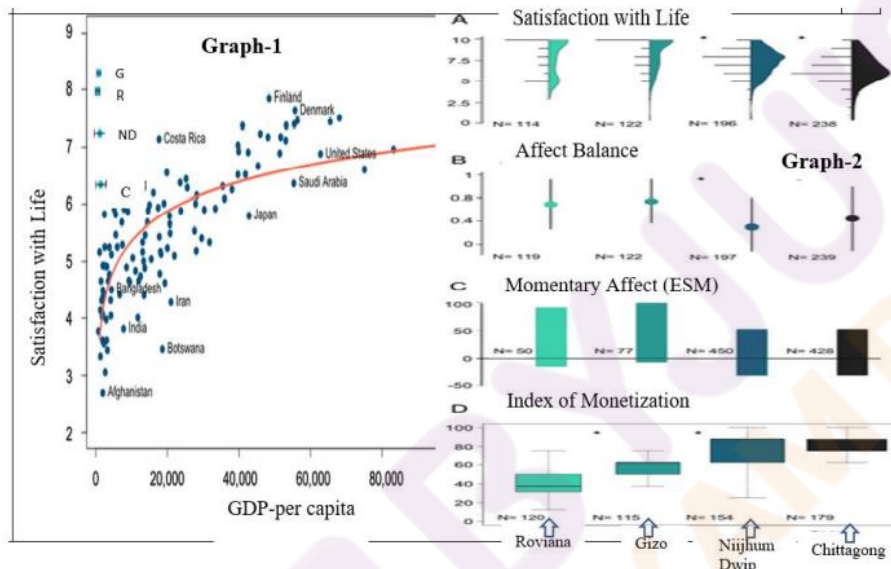 Graph-1
Satisfaction with Life
9
8
7
6
5
4
3
2
G
R
ND
C
Finland
Denmark
Costa Rica
United States
Saudi Arabia
Japan
Bangladesh
Iran
India
Botswana
Afghanistan
0
20,000
40,000
60,000
80,000
GDP-per capita
Graph-2
A
Satisfaction with Life
10
7.5
5
2.5
0
N= 114
N= 122
N= 196
N= 238
B
Affect Balance
1
0.8
0.4
0
N= 119
N= 122
N= 197
N= 239
C
Momentary Affect (ESM)
100
50
0
-50
N= 50
N= 77
N= 450
N= 428
D
Index of Monetization
100
80
60
40
20
0
N= 120
N= 115
N= 154
N= 179
Roviana
Gizo
Niijhum
Dwip
Chittagong
BYJU'S